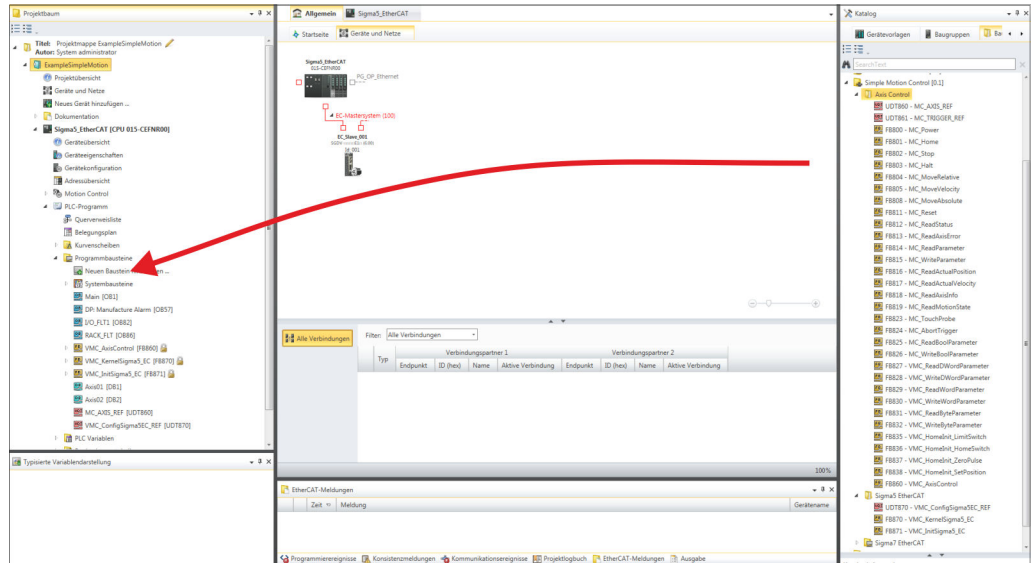 Projektbaum
Titel: Projektmappe ExampleSimpleMotion
Autor: System administrator
ExampleSimpleMotion
Projektübersicht
Geräte und Netze
Neues Gerät hinzufügen ...
Dokumentation
Sigma5_EtherCAT [CPU 015-CEFNR00]
Geräteübersicht
Geräteeigenschaften
Gerätekonfiguration
Adressübersicht
Motion Control
PLC-Programm
Querverweisliste
Belegungsplan
Kurvenscheiben
Programmbausteine
Neuen Baustein ... en ...
Systembausteine
Main [OB1]
DP: Manufacture Alarm [OB57]
I/O_FLT1 [OB82]
RACK_FLT [OB86]
VMC_AxisControl [FB860]
VMC_KernelSigma5_EC [FB870]
VMC_InitSigma5_EC [FB871]
Axis01 [DB1]
Axis02 [DB2]
MC_AXIS_REF [UDT860]
VMC_ConfigSigma5EC_REF [UDT870]
PLC Variablen
Typisierte Variablendarstellung
Allgemein
Sigma5_EtherCAT
Startseite
Geräte und Netze
Sigma5_EtherCAT
015-CEFNR00
PG_OP_Ethernet
EC-Mastersystem (100)
EC_Slave_001
Id_001
Alle Verbindungen
Filter: Alle Verbindungen
Typ
Verbindungspartner 1
Verbindungspartner 2
Endpunkt ID (hex) Name Aktive Verbindung Endpunkt ID (hex) Name Aktive Verbindung
100%
EtherCAT-Meldungen
Zeit Meldung Gerätename
Programmierereignisse Konsistenzmeldungen Kommunikationsereignisse Projektlogbuch EtherCAT-Meldungen Ausgabe
Katalog
Gerätevorlagen Baugruppen Ba
SearchText
Simple Motion Control [0.1]
Axis Control
UDT860 - MC_AXIS_REF
UDT861 - MC_TRIGGER_REF
FB800 - MC_Power
FB801 - MC_Home
FB802 - MC_Stop
FB803 - MC_Halt
FB804 - MC_MoveRelative
FB805 - MC_MoveVelocity
FB808 - MC_MoveAbsolute
FB811 - MC_Reset
FB812 - MC_ReadStatus
FB813 - MC_ReadAxisError
FB814 - MC_ReadParameter
FB815 - MC_WriteParameter
FB816 - MC_ReadActualPosition
FB817 - MC_ReadActualVelocity
FB818 - MC_ReadAxisInfo
FB819 - MC_ReadMotionState
FB823 - MC_TouchProbe
FB824 - MC_AbortTrigger
FB825 - MC_ReadBoolParameter
FB826 - MC_WriteBoolParameter
FB827 - VMC_ReadDWordParameter
FB828 - VMC_WriteDWordParameter
FB829 - VMC_ReadWordParameter
FB830 - VMC_WriteWordParameter
FB831 - VMC_ReadByteParameter
FB832 - VMC_WriteByteParameter
FB835 - VMC_HomeInit_LimitSwitch
FB836 - VMC_HomeInit_HomeSwitch
FB837 - VMC_HomeInit_ZeroPulse
FB838 - VMC_HomeInit_SetPosition
FB860 - VMC_AxisControl
Sigma5 EtherCAT
UDT870 - VMC_ConfigSigma5EC_REF
FB870 - VMC_KernelSigma5_EC
FB871 - VMC_InitSigma5_EC
Sigma7 EtherCAT